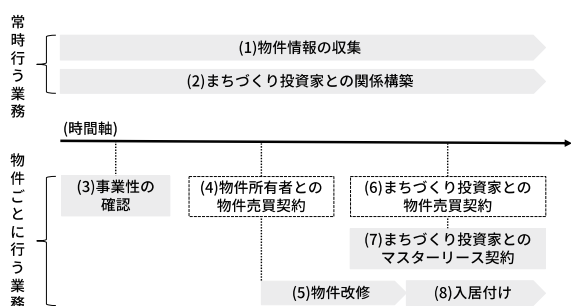 常時行う業務
(1)物件情報の収集
(2)まちづくり投資家との関係構築
(時間軸)
物件ごとに行う業務
(3)事業性の
確認
(4)物件所有者との
物件売買契約
(6)まちづくり投資家との
物件売買契約
(7)まちづくり投資家との
マスターリース契約
(5)物件改修
(8)入居付け